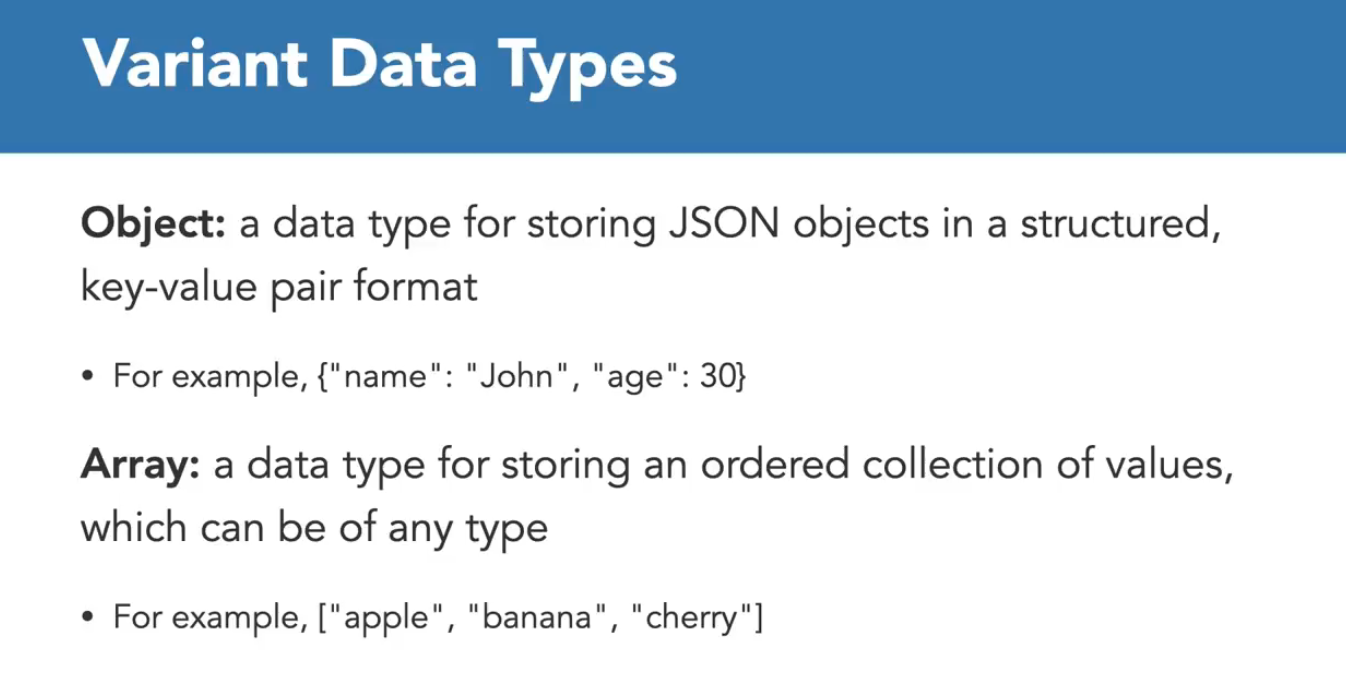 Variant Data Types
Object: a data type for storing JSON objects in a structured,
key-value pair format
• For example, {"name": "John", "age": 30}
Array: a data type for storing an ordered collection of values,
which can be of any type
• For example, ["apple", "banana", "cherry"]